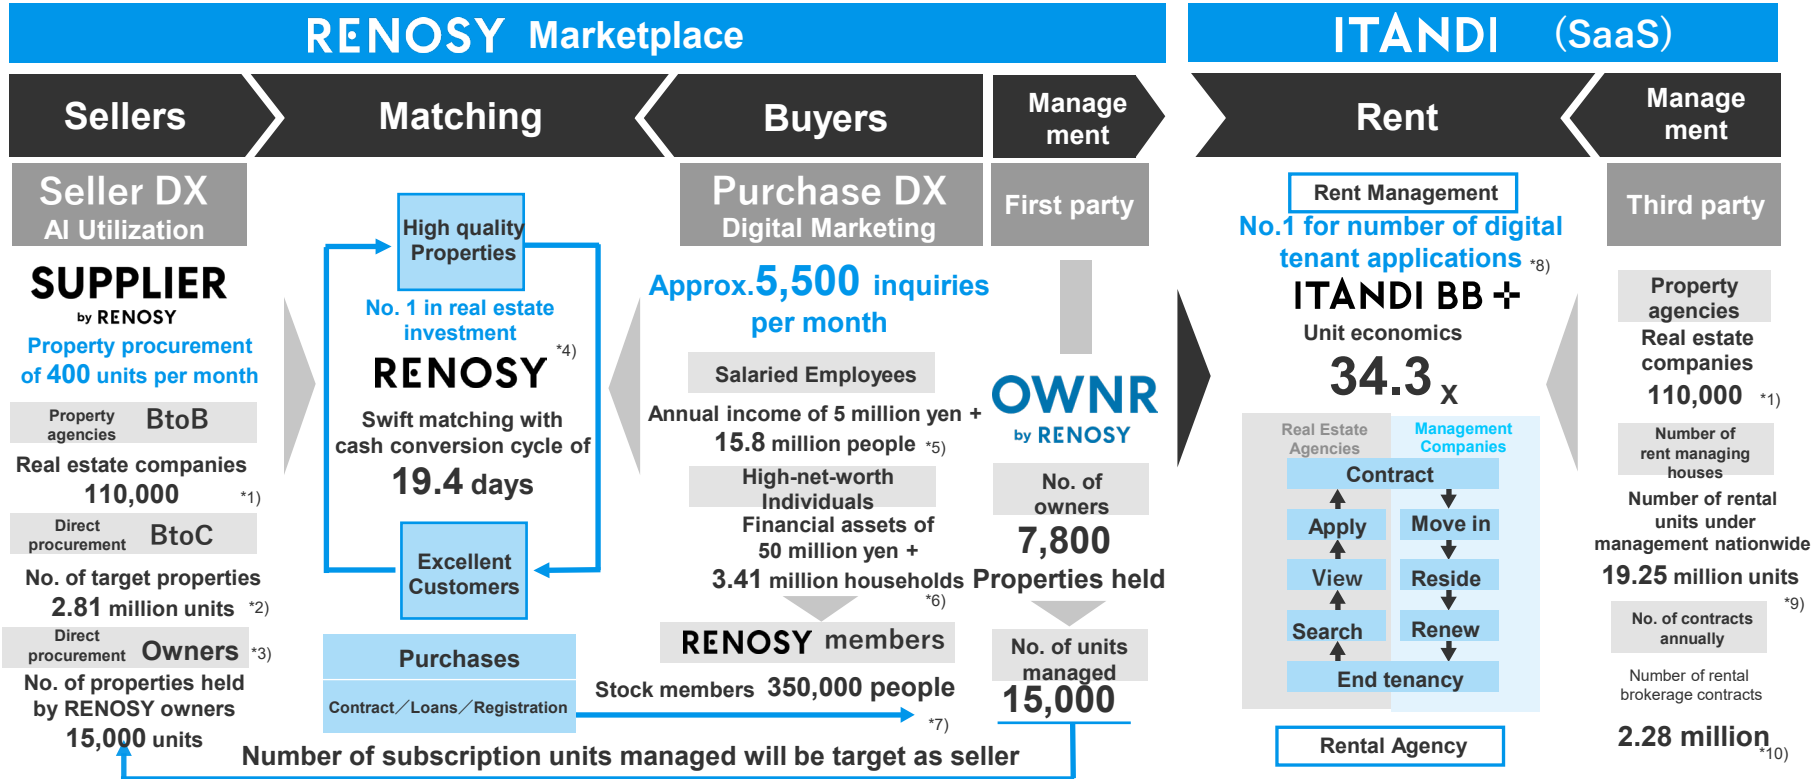 RENOSY Marketplace
ITANDI (SaaS)
Sellers
Matching
Buyers
Manage
ment
Rent
Manage
ment
Seller DX
AI Utilization
SUPPLIER
by RENOSY
Property procurement
of 400 units per month
Property
agencies
BtoB
Real estate companies
110,000 *1)
Direct
procurement
BtoC
No. of target properties
2.81 million units *2)
Direct
procurement
Owners *3)
No. of properties held
by RENOSY owners
15,000 units
High quality
Properties
No. 1 in real estate
investment
RENOSY *4)
Swift matching with
cash conversion cycle of
19.4 days
Excellent
Customers
Purchases
Contract／Loans／Registration
Purchase DX
Digital Marketing
Approx.5,500 inquiries
per month
Salaried Employees
Annual income of 5 million yen +
15.8 million people *5)
High-net-worth
Individuals
Financial assets of
50 million yen +
3.41 million households
*6)
RENOSY members
Stock members 350,000 people
*7)
First party
OWNR
by RENOSY
No. of
owners
7,800
Properties held
No. of units
managed
15,000
Number of subscription units managed will be target as seller
Rent Management
No.1 for number of digital
tenant applications *8)
ITANDI BB +
Unit economics
34.3 x
Real Estate
Agencies
Management
Companies
Contract
Apply
Move in
View
Reside
Search
Renew
End tenancy
Rental Agency
Third party
Property
agencies
Real estate
companies
110,000 *1)
Number of
rent managing
houses
Number of rental
units under
management nationwide
19.25 million units
*9)
No. of contracts
annually
Number of rental
brokerage contracts
2.28 million
*10)